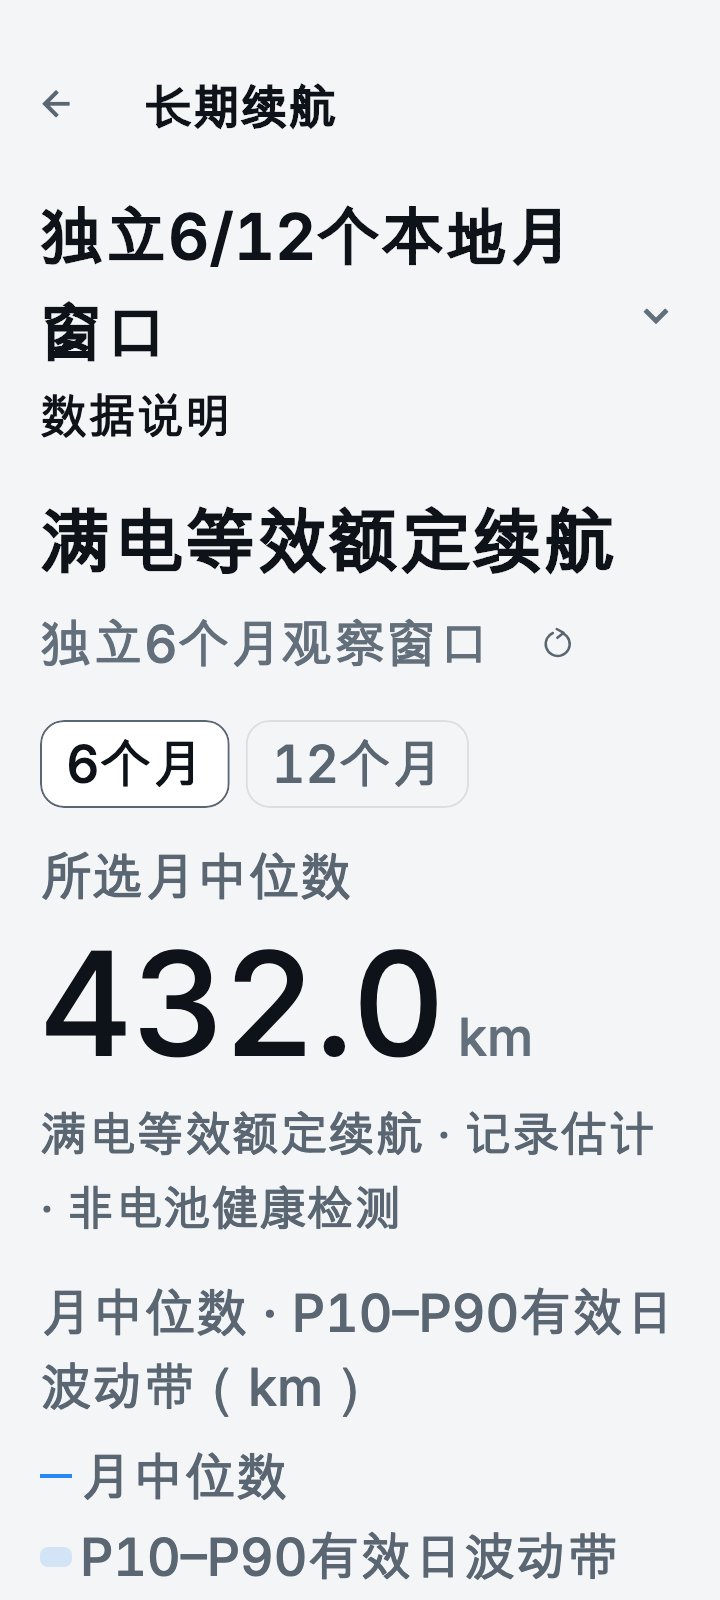 长期续航
独立6/12个本地月
窗口
数据说明
满电等效额定续航
独立6个月观察窗口
6个月
12个月
所选月中位数
432.0 km
满电等效额定续航 · 记录估计
· 非电池健康检测
月中位数 · P10–P90有效日
波动带（km）
月中位数
P10–P90有效日波动带